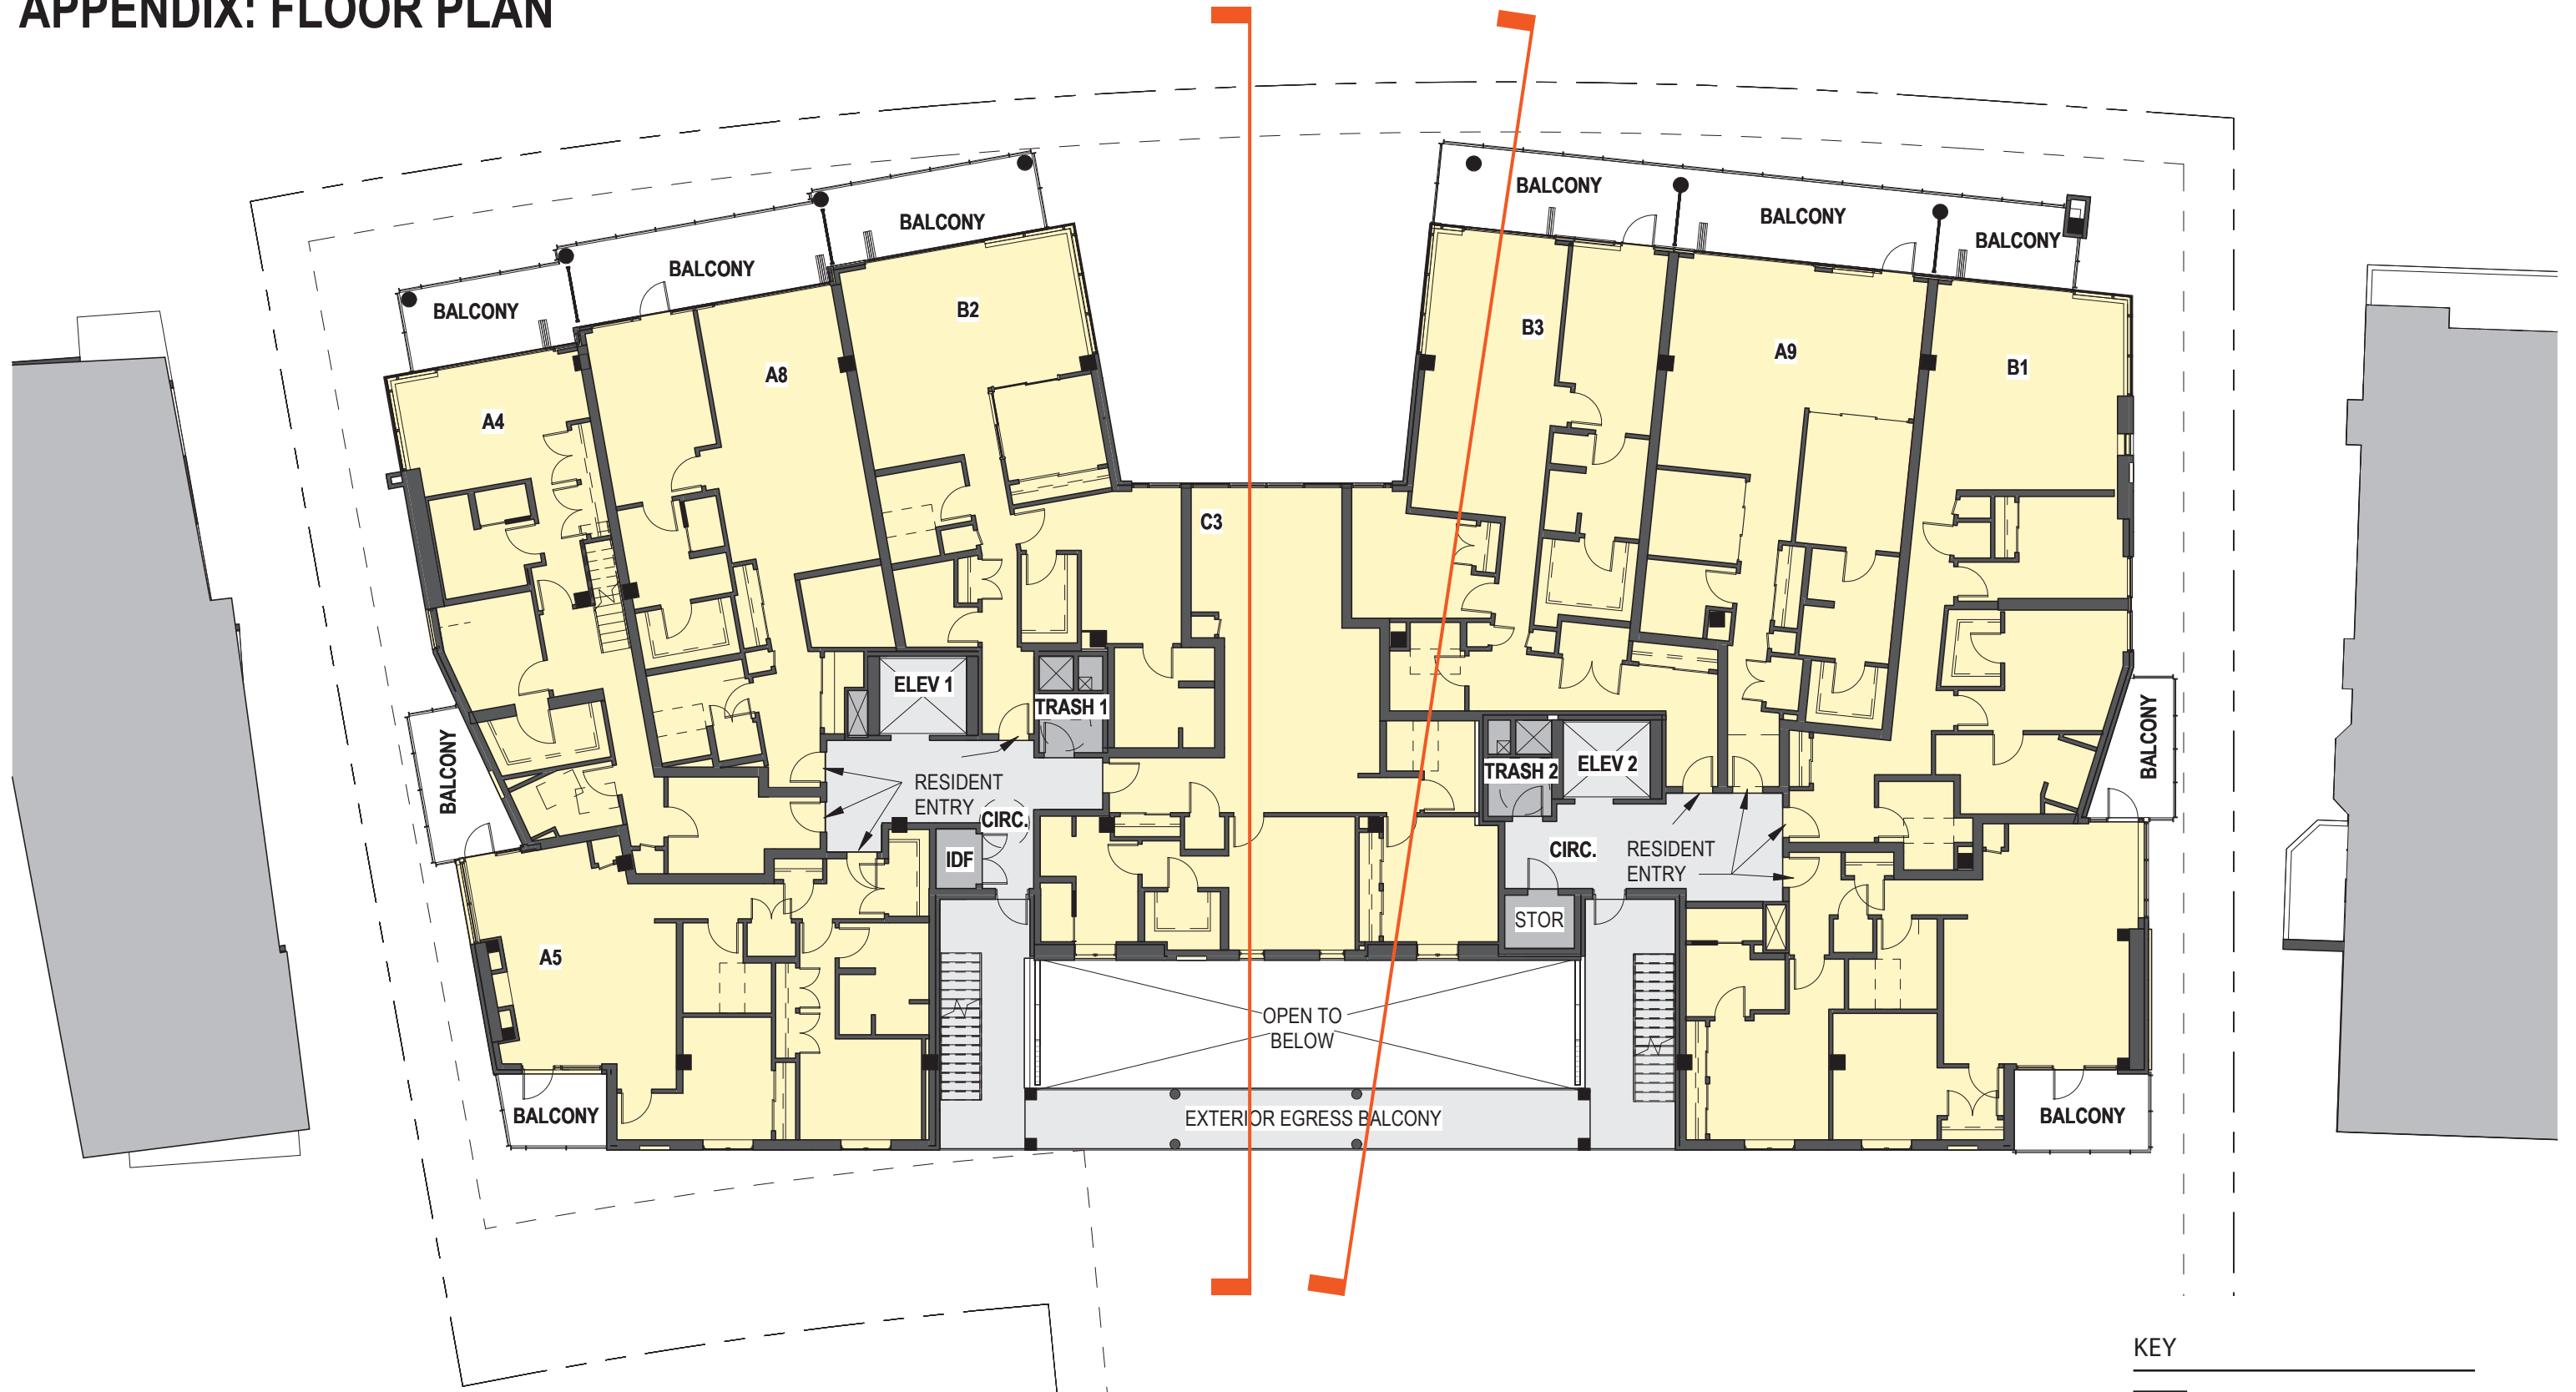 APPENDIX: FLOOR PLAN
BALCONY
BALCONY
BALCONY
BALCONY
BALCONY
BALCONY
B2
B3
A9
B1
A8
A4
C3
ELEV 1
TRASH 1
TRASH 2
ELEV 2
BALCONY
BALCONY
RESIDENT
ENTRY
CIRC.
IDF
CIRC.
RESIDENT
ENTRY
STOR
A5
OPEN TO
BELOW
BALCONY
EXTERIOR EGRESS BALCONY
BALCONY
KEY